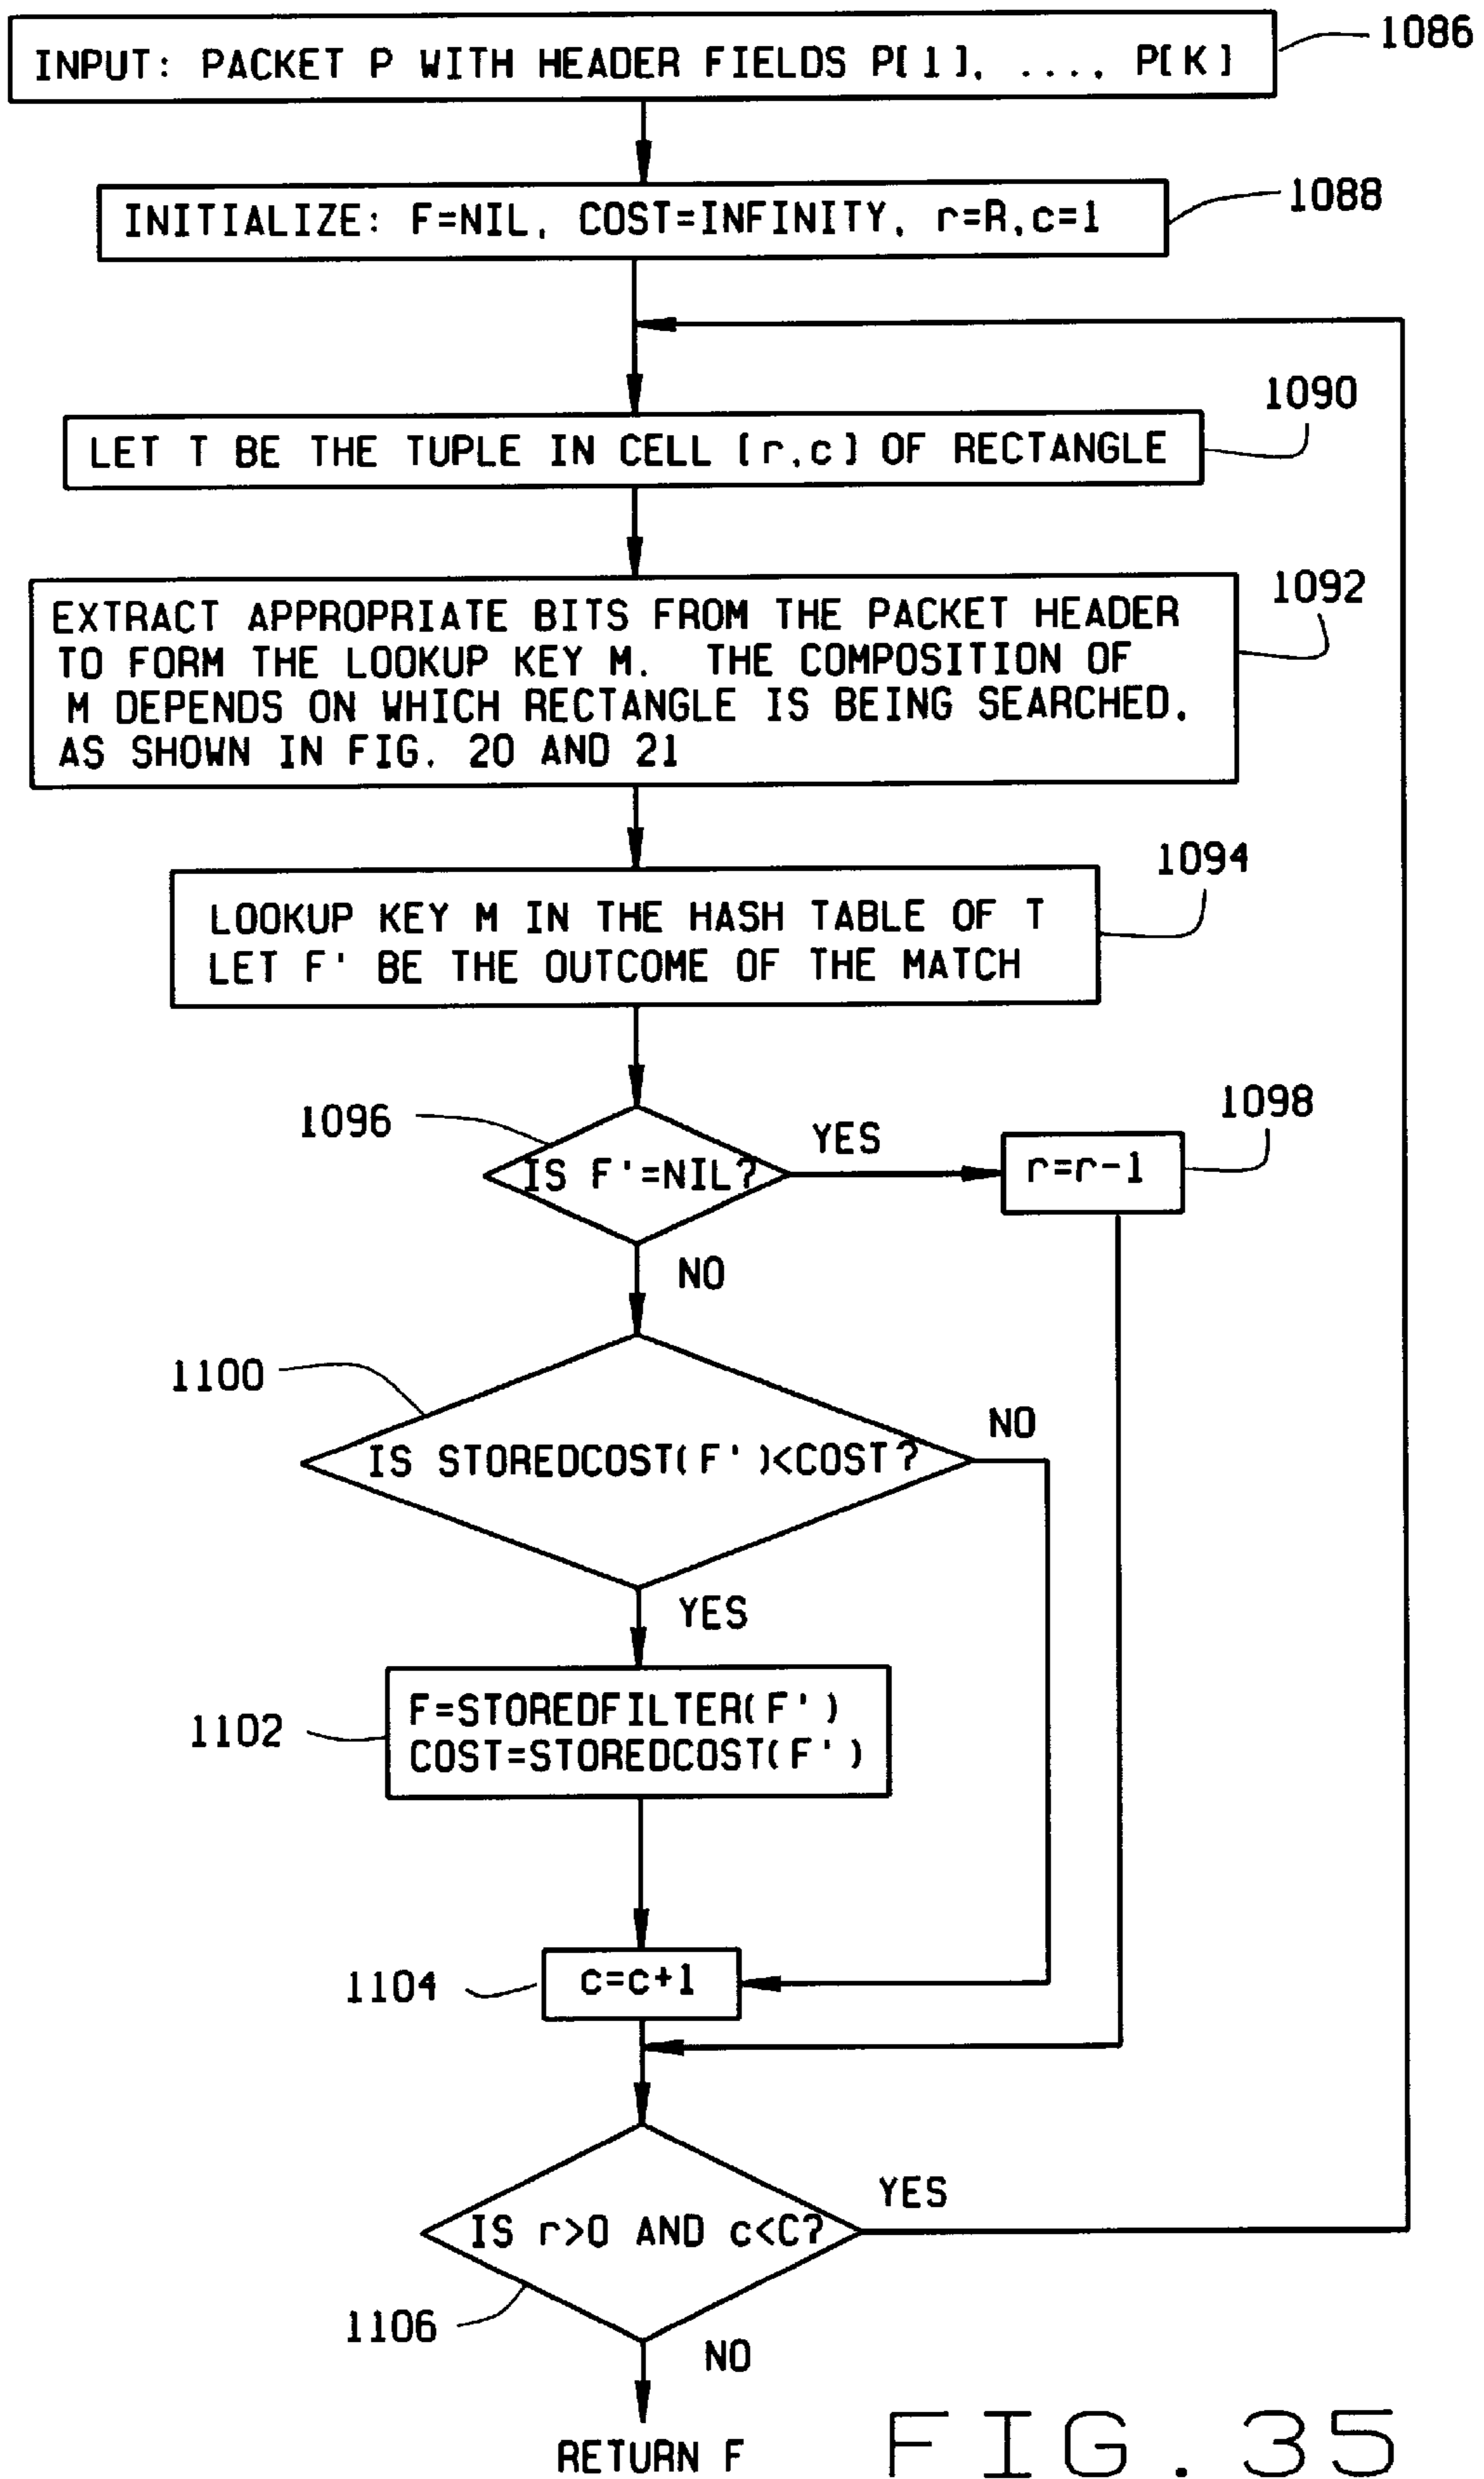 1086
INPUT: PACKET P WITH HEADER FIELDS P[1], ...., P[K]
1088
INITIALIZE: F=NIL, COST=INFINITY, r=R,c=1
1090
LET T BE THE TUPLE IN CELL [r,c] OF RECTANGLE
1092
EXTRACT APPROPRIATE BITS FROM THE PACKET HEADER
TO FORM THE LOOKUP KEY M. THE COMPOSITION OF
M DEPENDS ON WHICH RECTANGLE IS BEING SEARCHED,
AS SHOWN IN FIG. 20 AND 21
1094
LOOKUP KEY M IN THE HASH TABLE OF T
LET F' BE THE OUTCOME OF THE MATCH
1096
IS F'=NIL?
YES
1098
r=r-1
NO
1100
IS STOREDCOST(F')<COST?
NO
YES
1102
F=STOREDFILTER(F')
COST=STOREDCOST(F')
1104
c=c+1
IS r>0 AND c<C?
YES
1106
NO
RETURN F
FIG.35